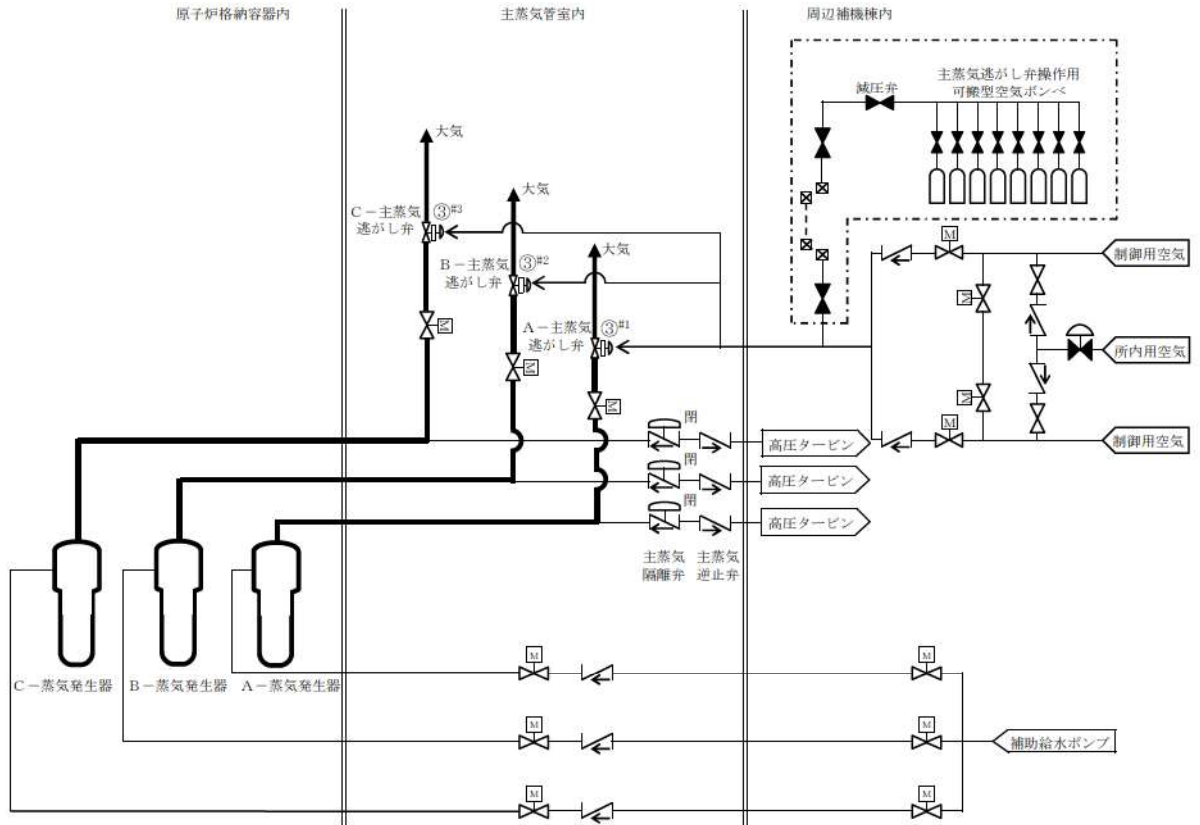 原子炉格納容器内
主蒸気管室内
周辺補機棟内
主蒸気逃がし弁操作用
可搬型空気ボンベ
減圧弁
大気
C－主蒸気
逃がし弁
③#3
大気
B－主蒸気
逃がし弁
③#2
大気
A－主蒸気
逃がし弁
③#1
M
M
M
M
M
M
M
制御用空気
所内用空気
制御用空気
閉
高圧タービン
閉
高圧タービン
閉
高圧タービン
主蒸気
隔離弁
主蒸気
逆止弁
C－蒸気発生器
B－蒸気発生器
A－蒸気発生器
M
M
M
M
補助給水ポンプ
M
M